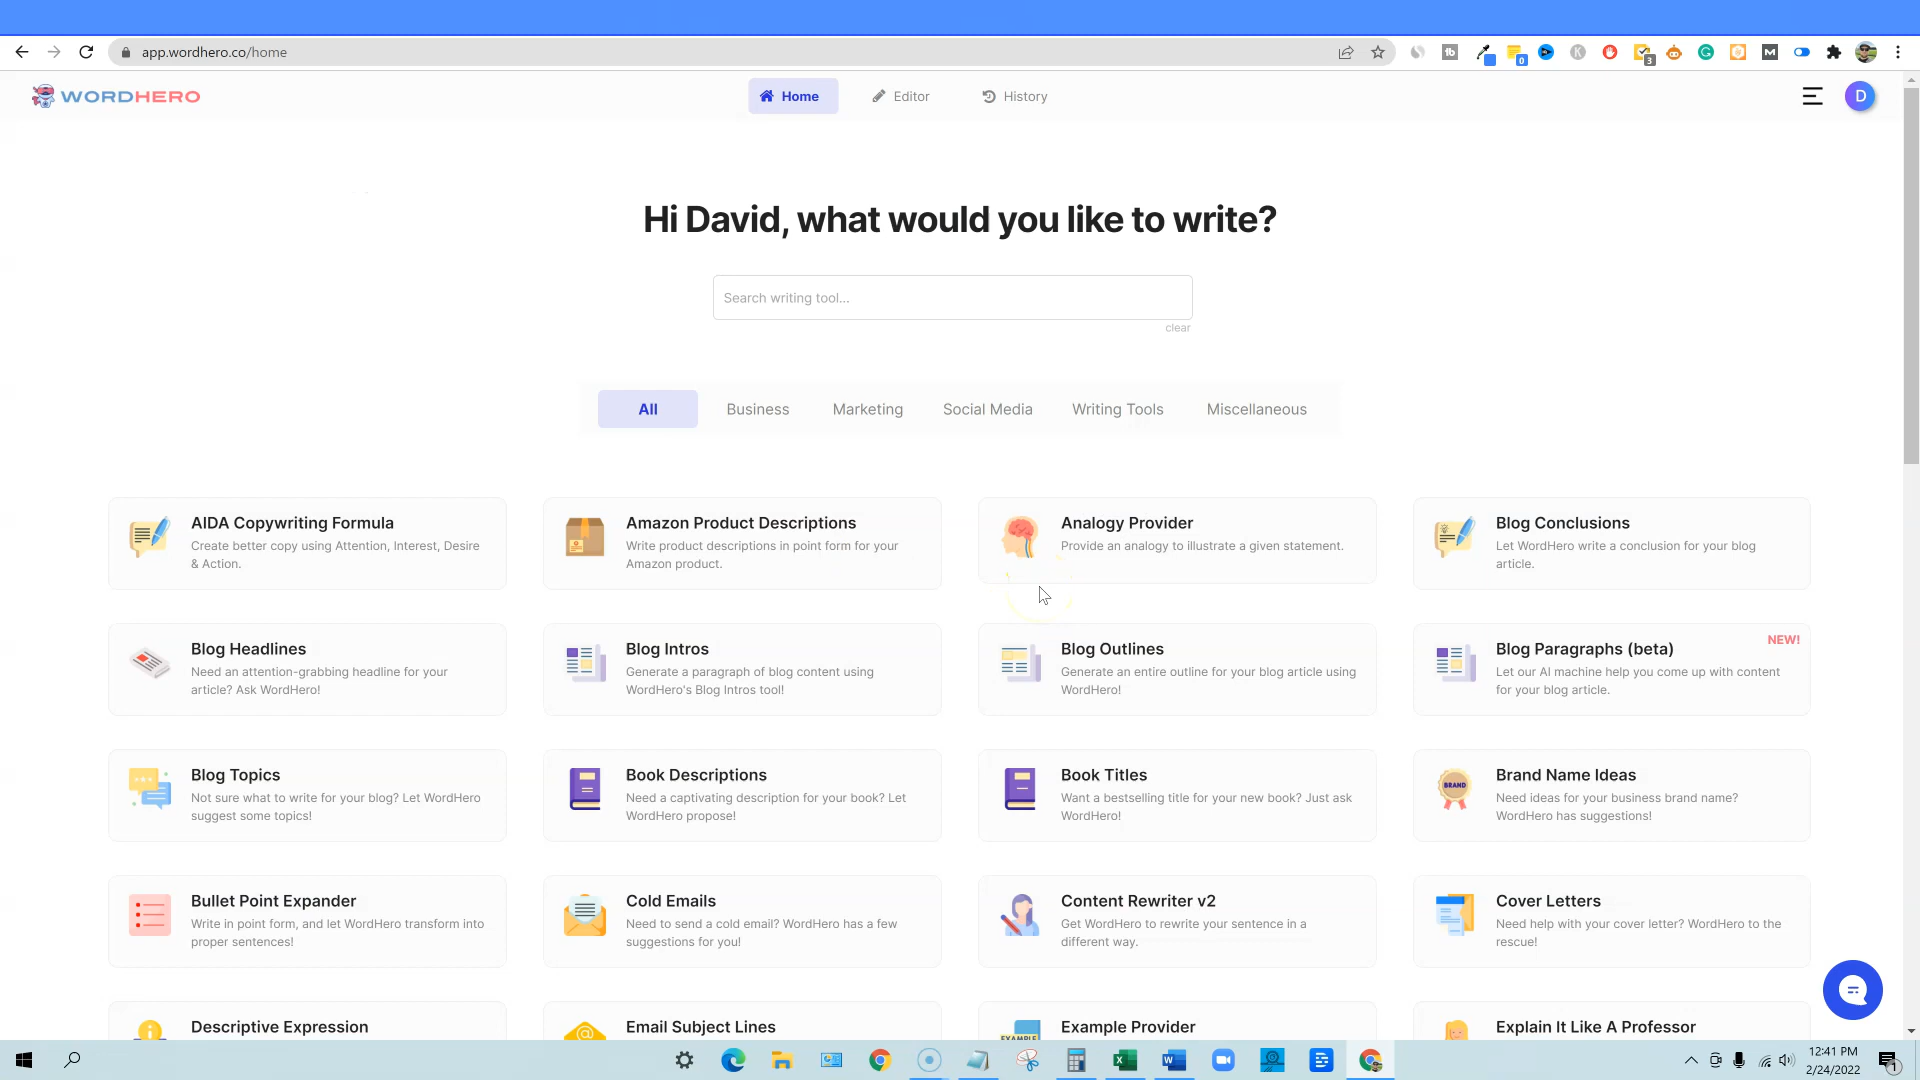 app.wordhero.co/home
WORDHERO
Home
Editor
History
D
Hi David, what would you like to write?
Search writing tool...
clear
All
Business
Marketing
Social Media
Writing Tools
Miscellaneous
AIDA Copywriting Formula
Create better copy using Attention, Interest, Desire
& Action.
Amazon Product Descriptions
Write product descriptions in point form for your
Amazon product.
Analogy Provider
Provide an analogy to illustrate a given statement.
Blog Conclusions
Let WordHero write a conclusion for your blog
article.
Blog Headlines
Need an attention-grabbing headline for your
article? Ask WordHero!
Blog Intros
Generate a paragraph of blog content using
WordHero's Blog Intros tool!
Blog Outlines
Generate an entire outline for your blog article using
WordHero!
NEW!
Blog Paragraphs (beta)
Let our AI machine help you come up with content
for your blog article.
Blog Topics
Not sure what to write for your blog? Let WordHero
suggest some topics!
Book Descriptions
Need a captivating description for your book? Let
WordHero propose!
Book Titles
Want a bestselling title for your new book? Just ask
WordHero!
BRAND
Brand Name Ideas
Need ideas for your business brand name?
WordHero has suggestions!
Bullet Point Expander
Write in point form, and let WordHero transform into
proper sentences!
Cold Emails
Need to send a cold email? WordHero has a few
suggestions for you!
Content Rewriter v2
Get WordHero to rewrite your sentence in a
different way.
Cover Letters
Need help with your cover letter? WordHero to the
rescue!
Descriptive Expression
Email Subject Lines
EXAMPLE
Example Provider
Explain It Like A Professor
12:41 PM
2/24/2022